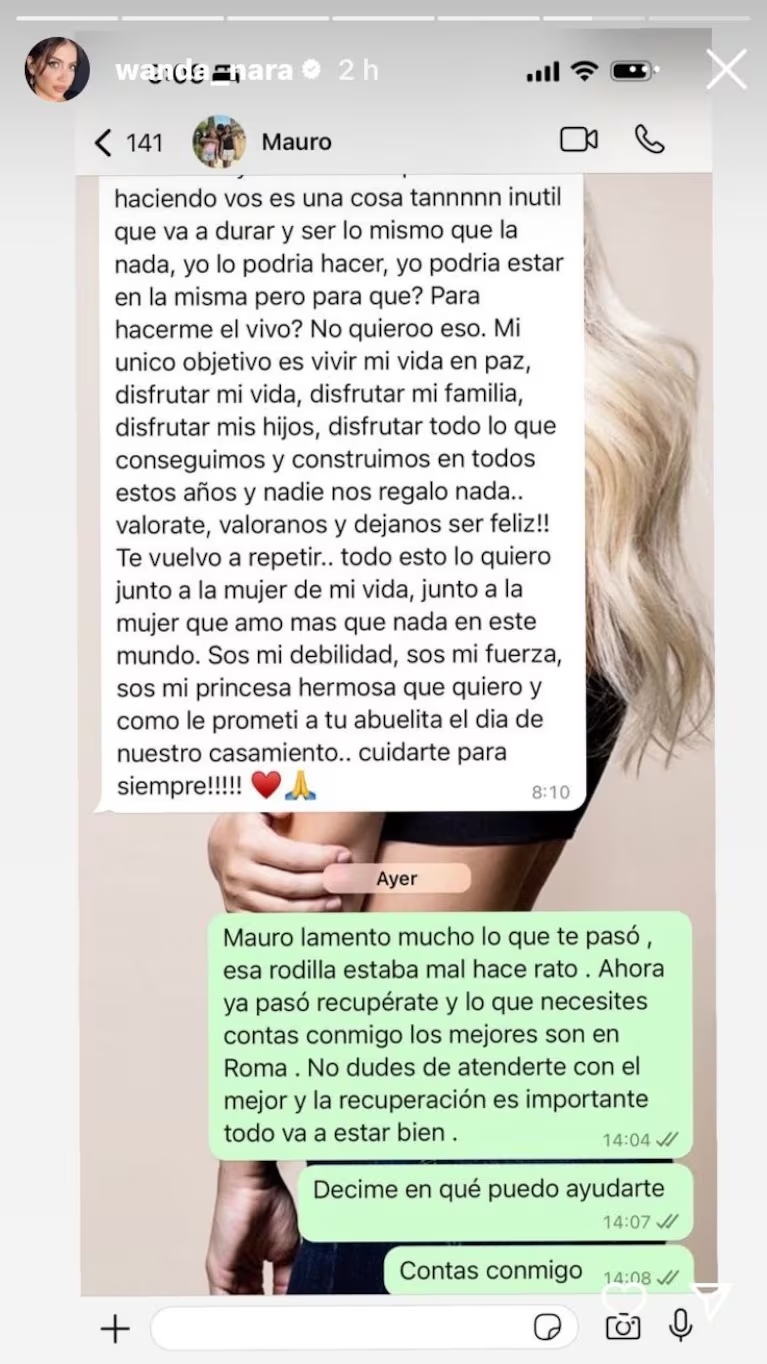 wanda_nara 2 h
141 Mauro
haciendo vos es una cosa tannnnn inutil
que va a durar y ser lo mismo que la
nada, yo lo podria hacer, yo podria estar
en la misma pero para que? Para
hacerme el vivo? No quieroo eso. Mi
unico objetivo es vivir mi vida en paz,
disfrutar mi vida, disfrutar mi familia,
disfrutar mis hijos, disfrutar todo lo que
conseguimos y construimos en todos
estos años y nadie nos regalo nada..
valorate, valoranos y dejanos ser feliz!!
Te vuelvo a repetir.. todo esto lo quiero
junto a la mujer de mi vida, junto a la
mujer que amo mas que nada en este
mundo. Sos mi debilidad, sos mi fuerza,
sos mi princesa hermosa que quiero y
como le prometi a tu abuelita el dia de
nuestro casamiento.. cuidarte para
siempre!!!!! ❤️🙏
8:10
Ayer
Mauro lamento mucho lo que te pasó ,
esa rodilla estaba mal hace rato . Ahora
ya pasó recupérate y lo que necesites
contas conmigo los mejores son en
Roma . No dudes de atenderte con el
mejor y la recuperación es importante
todo va a estar bien .
14:04
Decime en qué puedo ayudarte
14:07
Contas conmigo
14:08